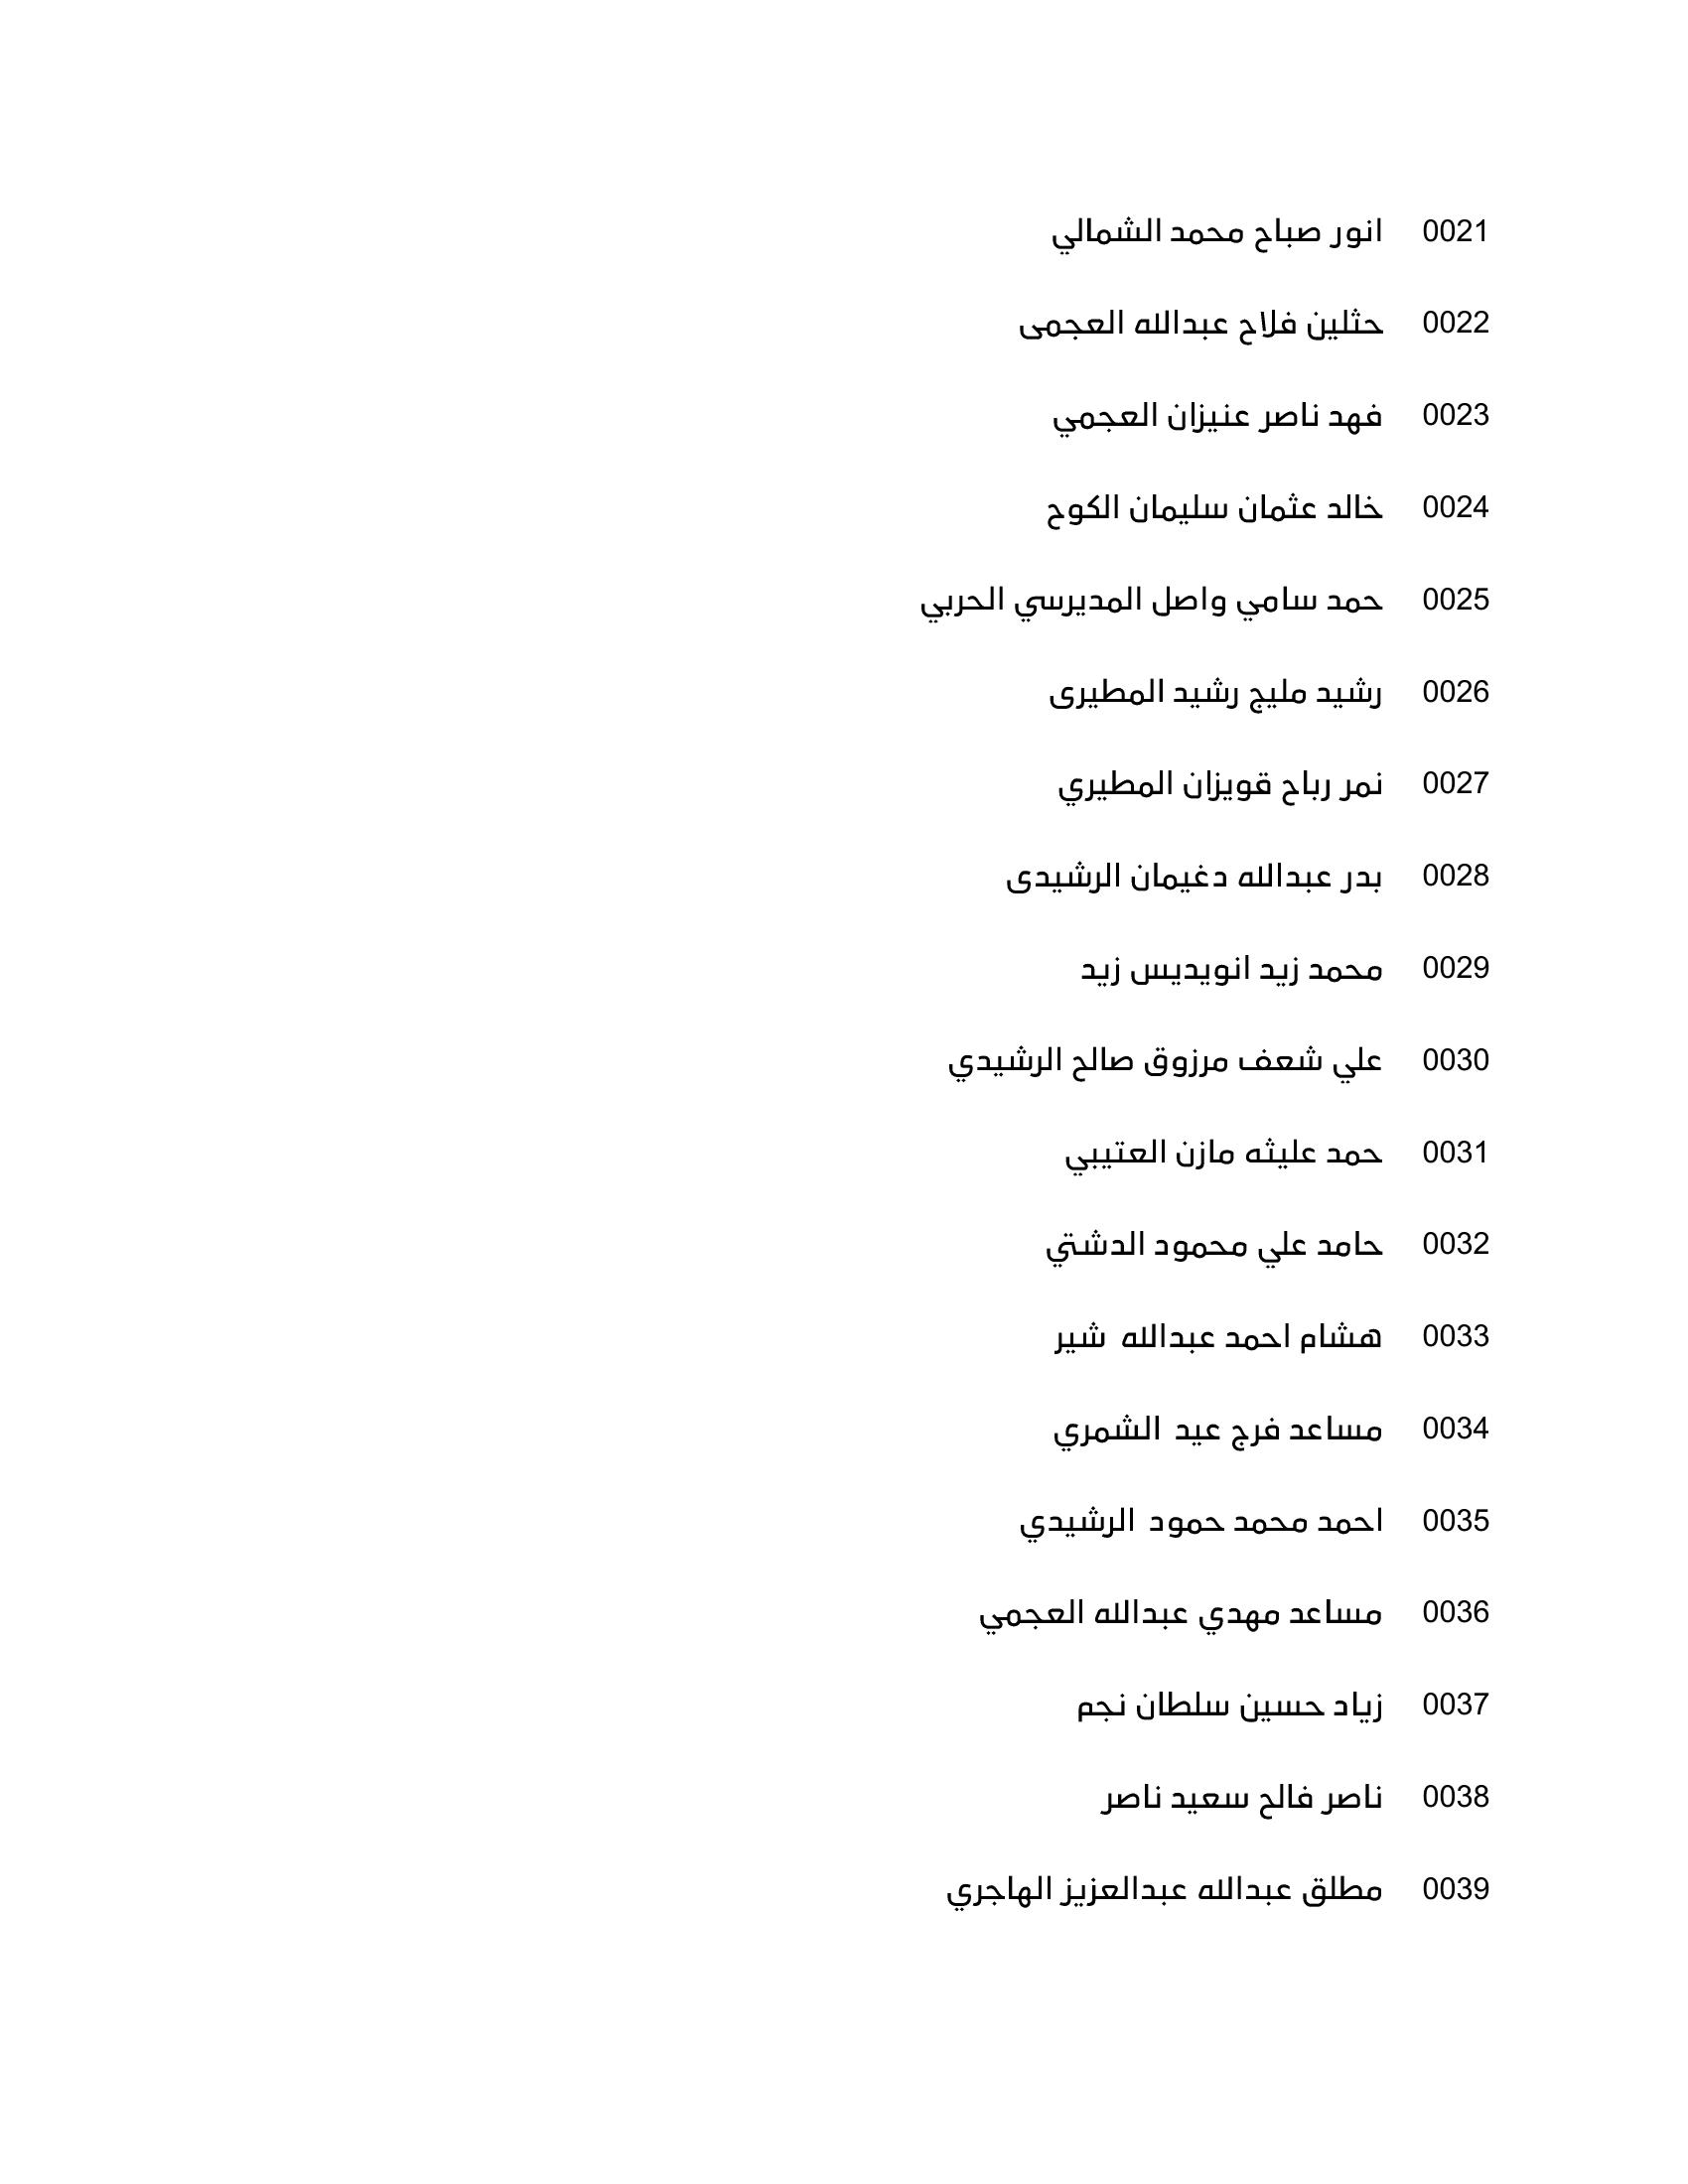 0021 انور صباح محمد الشمالي
0022 حثلين فلاح عبدالله العجمى
0023 فهد ناصر عنيزان العجمي
0024 خالد عثمان سليمان الكوح
0025 حمد سامي واصل المديرسي الحربي
0026 رشيد مليج رشيد المطيرى
0027 نمر رباح قويزان المطيري
0028 بدر عبدالله دغيمان الرشيدى
0029 محمد زيد انويديس زيد
0030 علي شعف مرزوق صالح الرشيدي
0031 حمد عليثه مازن العتيبي
0032 حامد علي محمود الدشتي
0033 هشام احمد عبدالله شير
0034 مساعد فرج عيد الشمري
0035 احمد محمد حمود الرشيدي
0036 مساعد مهدي عبدالله العجمي
0037 زياد حسين سلطان نجم
0038 ناصر فالح سعيد ناصر
0039 مطلق عبدالله عبدالعزيز الهاجري